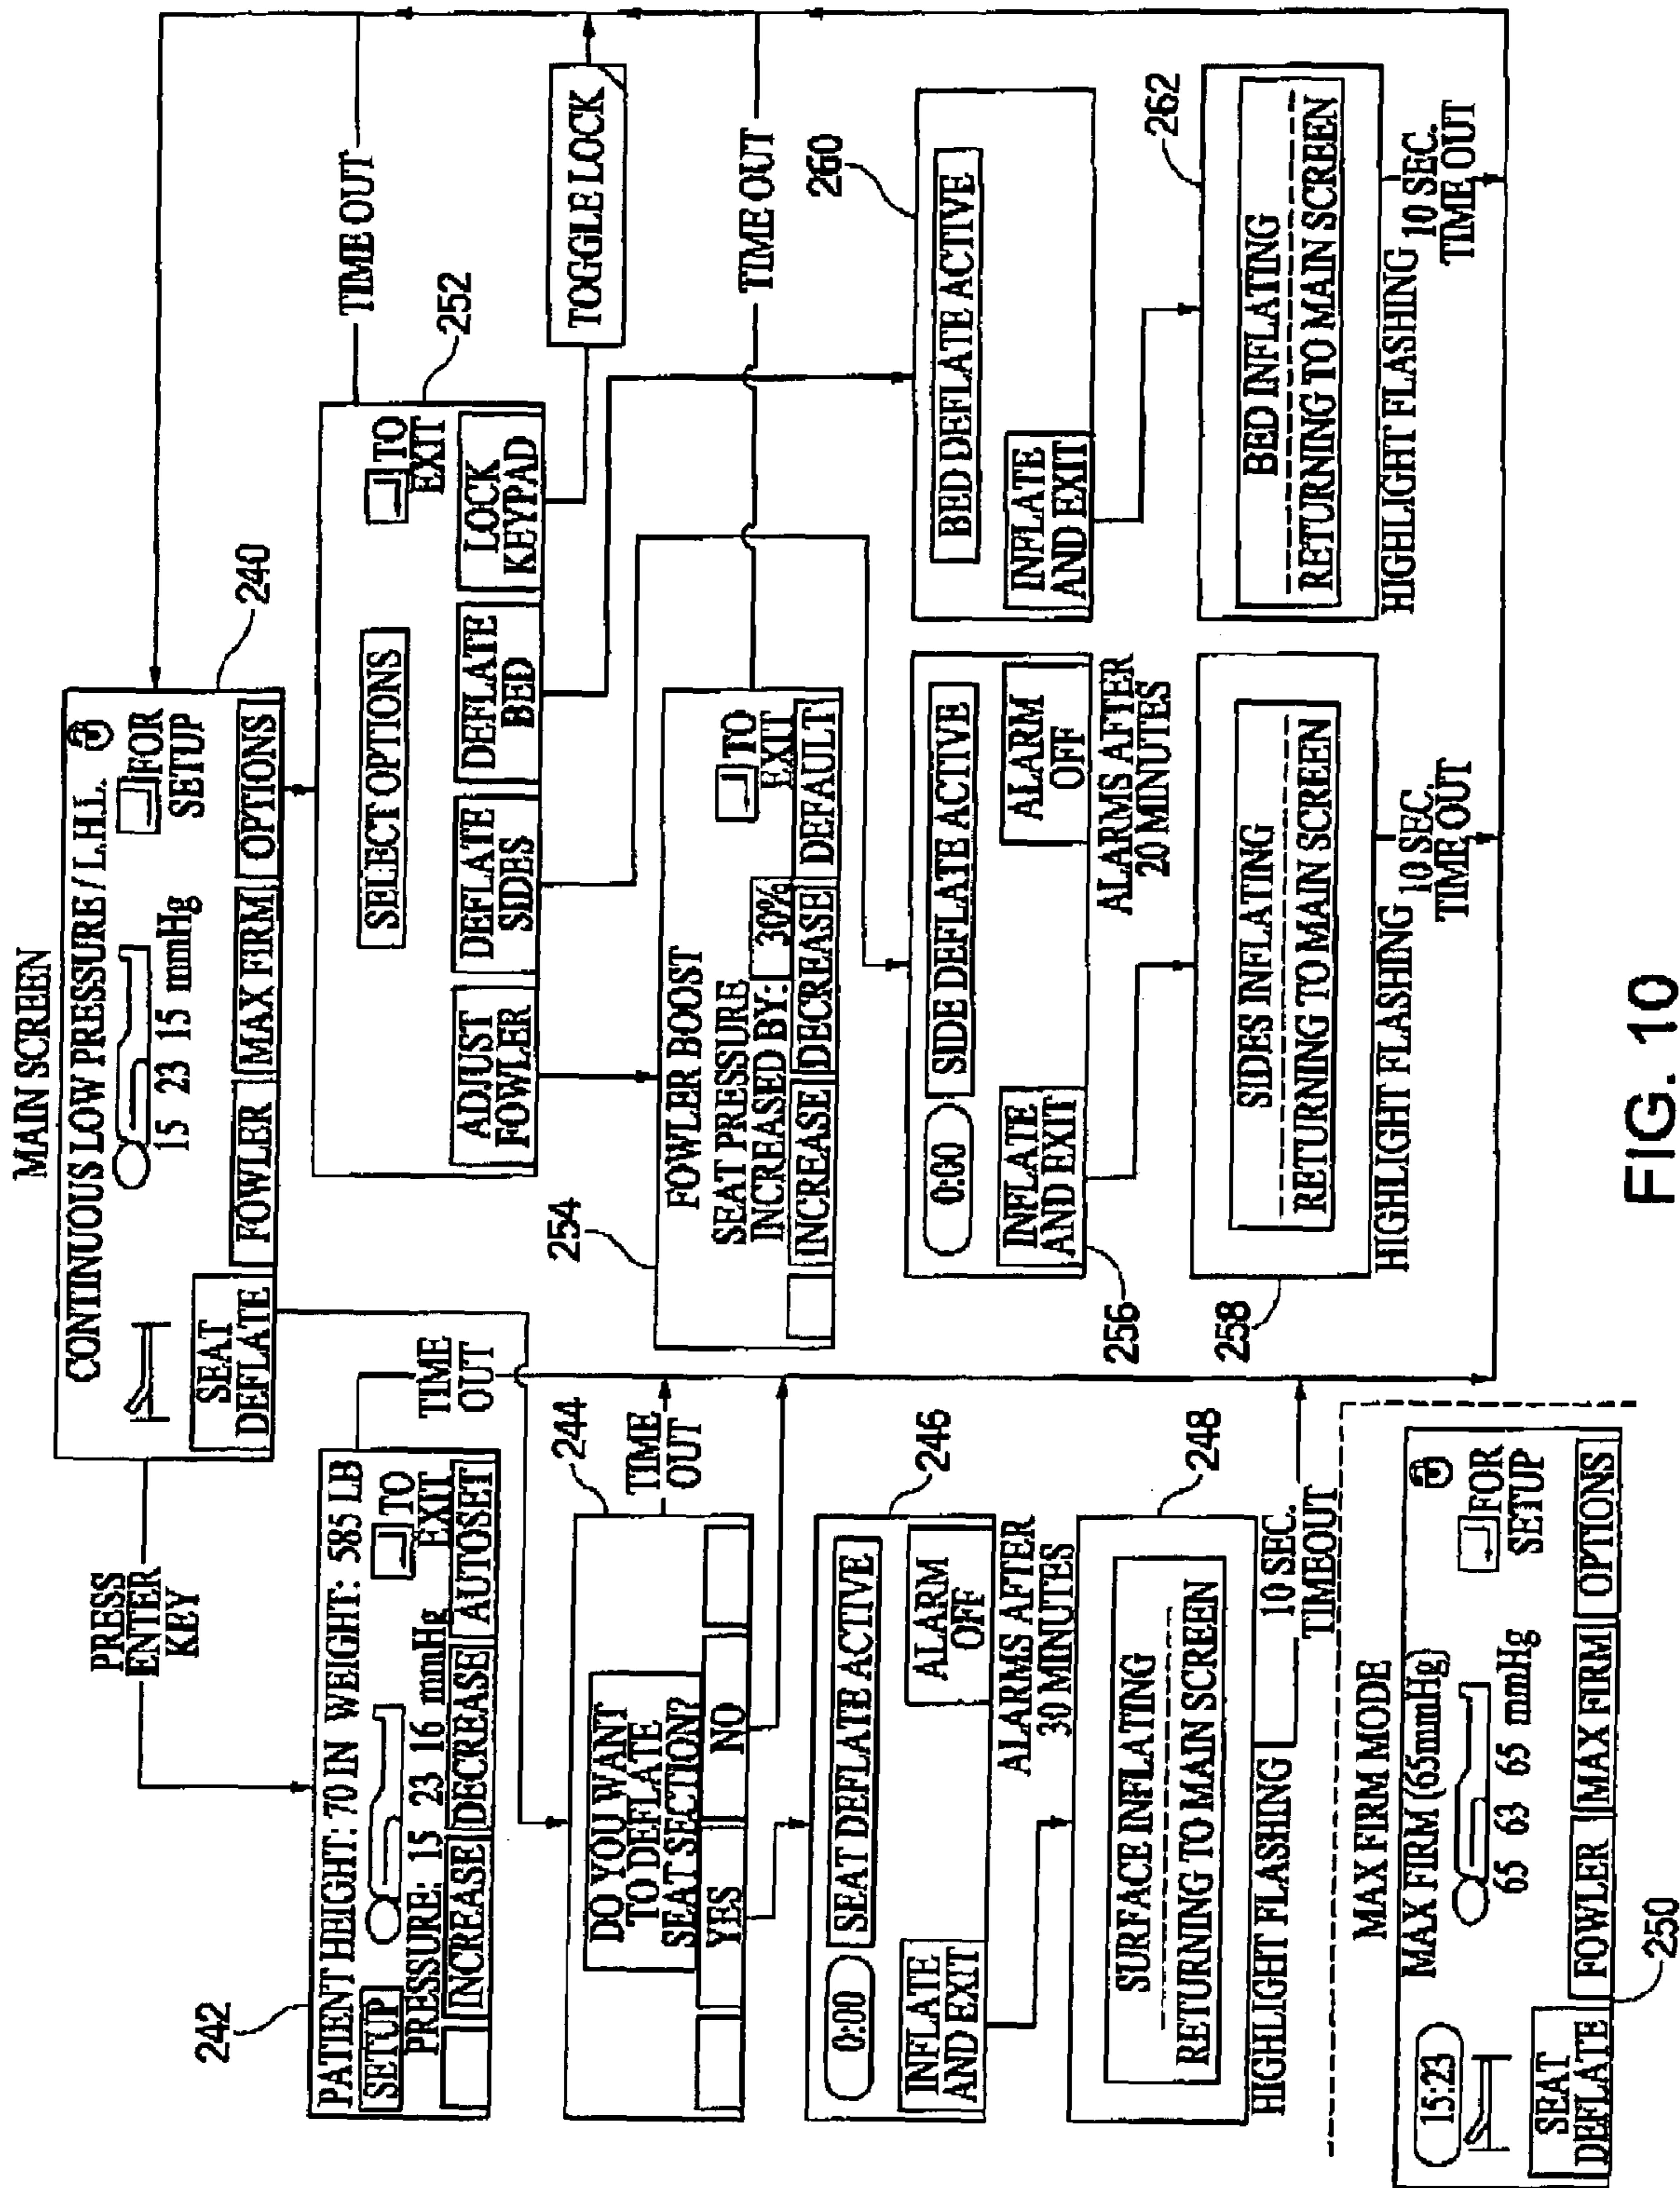 MAIN SCREEN
CONTINUOUS LOW PRESSURE / L.H.I.
15 23 15 mmHg
FOR
SETUP
SEAT
DEFLATE
FOWLER
MAX FIRM
OPTIONS
240
PRESS
ENTER
KEY
242
PATIENT HEIGHT: 70 IN WEIGHT: 585 LB
SETUP
TO
EXIT
PRESSURE: 15 23 16 mmHg
INCREASE
DECREASE
AUTOSET
TIME
OUT
244
DO YOU WANT
TO DEFLATE
SEAT SECTION?
YES
NO
TIME
OUT
246
0:00
SEAT DEFLATE ACTIVE
INFLATE
AND EXIT
ALARM
OFF
ALARMS AFTER
30 MINUTES
248
SURFACE INFLATING
RETURNING TO MAIN SCREEN
HIGHLIGHT FLASHING
10 SEC.
TIMEOUT
MAX FIRM MODE
15:23
MAX FIRM (65mmHg)
65 63 65 mmHg
FOR
SETUP
SEAT
DEFLATE
FOWLER
MAX FIRM
OPTIONS
250
252
SELECT OPTIONS
TO
EXIT
ADJUST
FOWLER
DEFLATE
SDES
DEFLATE
BED
LOCK
KEYPAD
TIME OUT
TOGGLE LOCK
254
FOWLER BOOST
SEAT PRESSURE
INCREASED BY: 30%
TO
EXIT
INCREASE
DECREASE
DEFAULT
TIME OUT
256
0:00
SIDE DEFLATE ACTIVE
INFLATE
AND EXIT
ALARM
OFF
ALARMS AFTER
20 MINUTES
258
SIDES INFLATING
RETURNING TO MAIN SCREEN
HIGHLIGHT FLASHING
10 SEC.
TIME OUT
260
BED DEFLATE ACTIVE
INFLATE
AND EXIT
262
BED INFLATING
RETURNING TO MAIN SCREEN
HIGHLIGHT FLASHING
10 SEC.
TIME OUT
FIG. 10